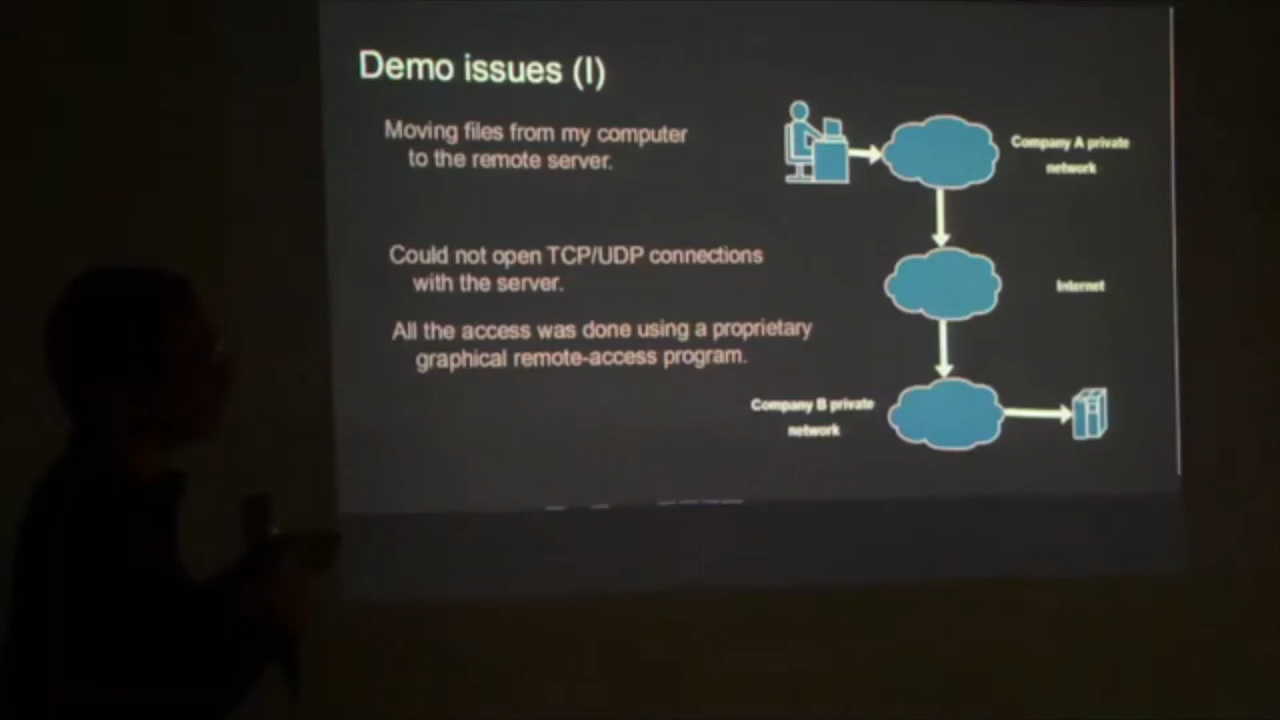 Demo issues (I)
Moving files from my computer
to the remote server.
Could not open TCP/UDP connections
with the server.
All the access was done using a proprietary
graphical remote-access program.
Company A private
network
Internet
Company B private
network